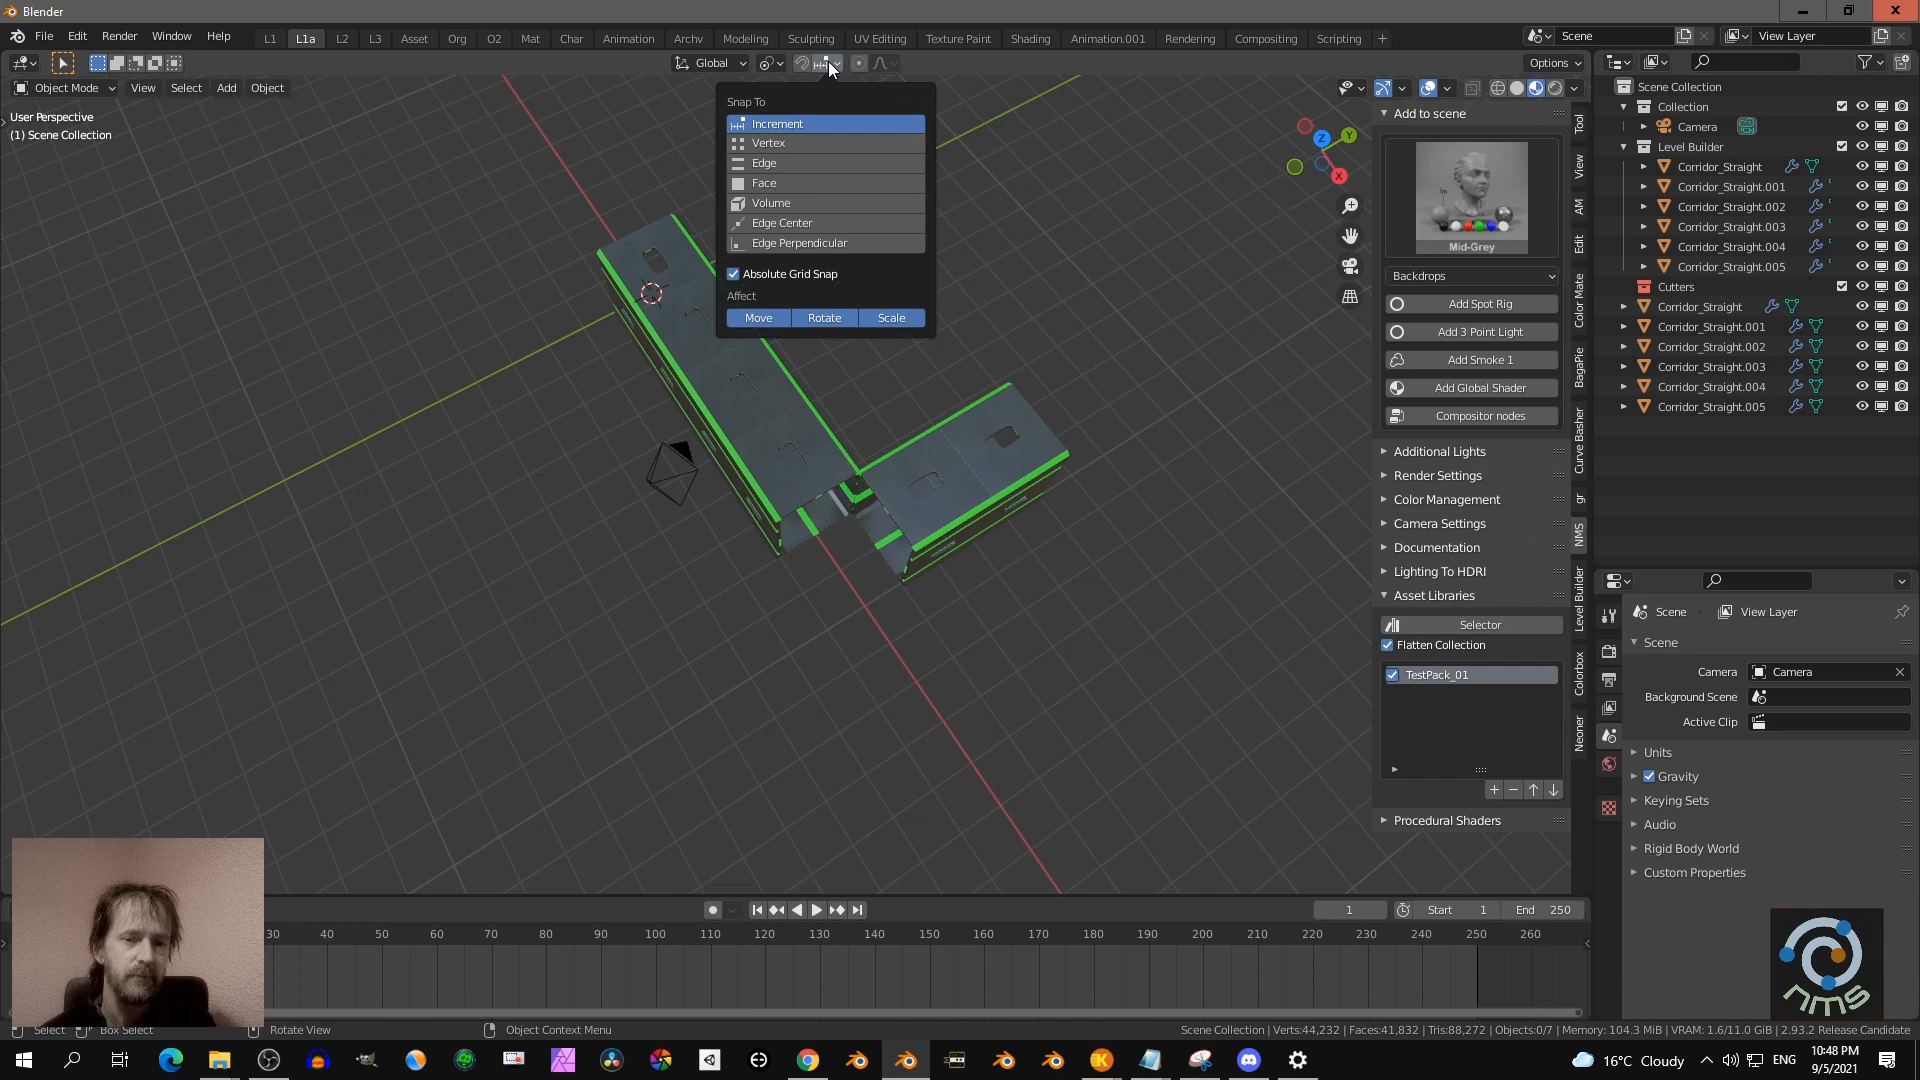 Blender
File Edit Render Window Help
L1 L1a L2 L3 Asset Org O2 Mat Char Animation Archv Modeling Sculpting UV Editing Texture Paint Shading Animation.001 Rendering Compositing Scripting +
Scene
View Layer
Global
Options
Object Mode View Select Add Object
User Perspective
(1) Scene Collection
Snap To
Increment
Vertex
Edge
Face
Volume
Edge Center
Edge Perpendicular
Absolute Grid Snap
Affect
Move Rotate Scale
Z Y X
Add to scene
Mid-Grey
Backdrops
Add Spot Rig
Add 3 Point Light
Add Smoke 1
Add Global Shader
Compositor nodes
Additional Lights
Render Settings
Color Management
Camera Settings
Documentation
Lighting To HDRI
Asset Libraries
Selector
Flatten Collection
TestPack_01
Procedural Shaders
Tool
View
AM
Edit
Color Mate
BagaPie
Curve Basher
gr
NMS
Level Builder
Colorbox
Neoner
Scene Collection
Collection
Camera
Level Builder
Corridor_Straight
Corridor_Straight.001
Corridor_Straight.002
Corridor_Straight.003
Corridor_Straight.004
Corridor_Straight.005
Cutters
Corridor_Straight
Corridor_Straight.001
Corridor_Straight.002
Corridor_Straight.003
Corridor_Straight.004
Corridor_Straight.005
Scene View Layer
Scene
Camera Camera
Background Scene
Active Clip
Units
Gravity
Keying Sets
Audio
Rigid Body World
Custom Properties
nms
1 Start 1 End 250
30 40 50 60 70 80 90 100 110 120 130 140 150 160 170 180 190 200 210 220 230 240 250 260
Select Box Select Rotate View Object Context Menu
Scene Collection | Verts:44,232 | Faces:41,832 | Tris:88,272 | Objects:0/7 | Memory: 104.3 MiB | VRAM: 1.6/11.0 GiB | 2.93.2 Release Candidate
16°C Cloudy
ENG
10:48 PM
9/5/2021